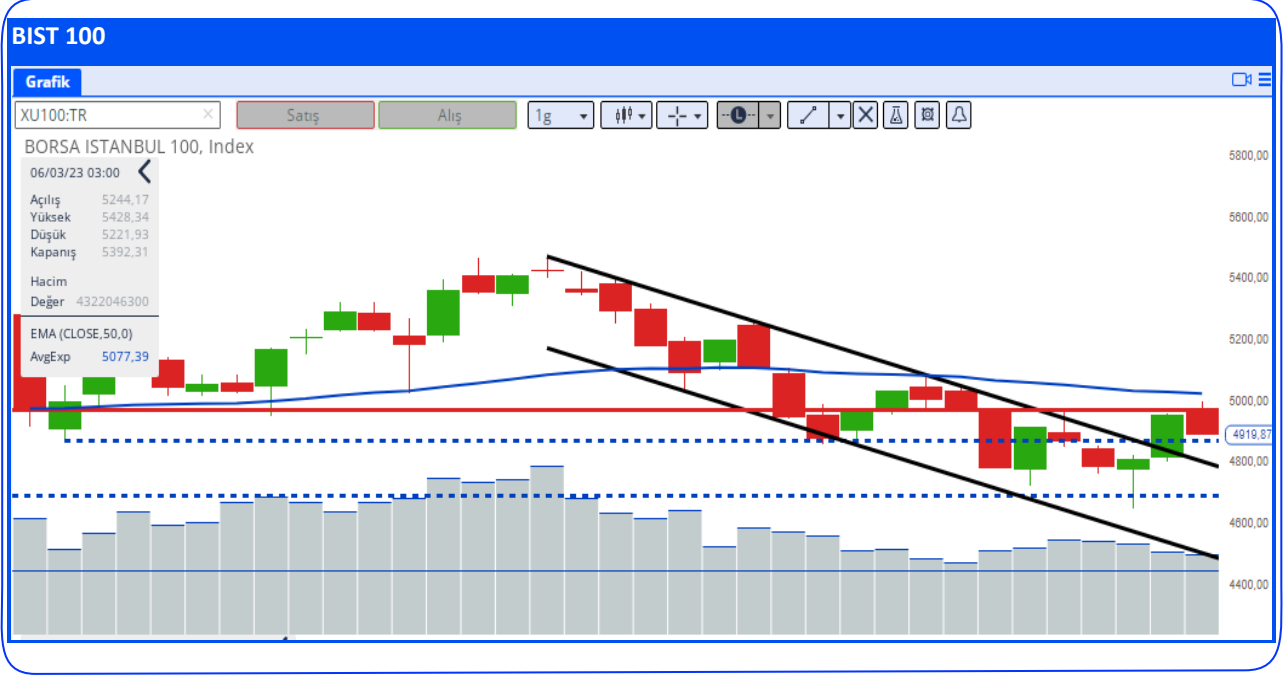 BIST 100
Grafik
XU100:TR
Satış
Alış
1g
L
BORSA ISTANBUL 100, Index
06/03/23 03:00
Açılış 5244,17
Yüksek 5428,34
Düşük 5221,93
Kapanış 5392,31
Hacim
Değer 4322046300
EMA (CLOSE,50,0)
AvgExp 5077,39
5800,00
5600,00
5400,00
5200,00
5000,00
4919,87
4800,00
4600,00
4400,00